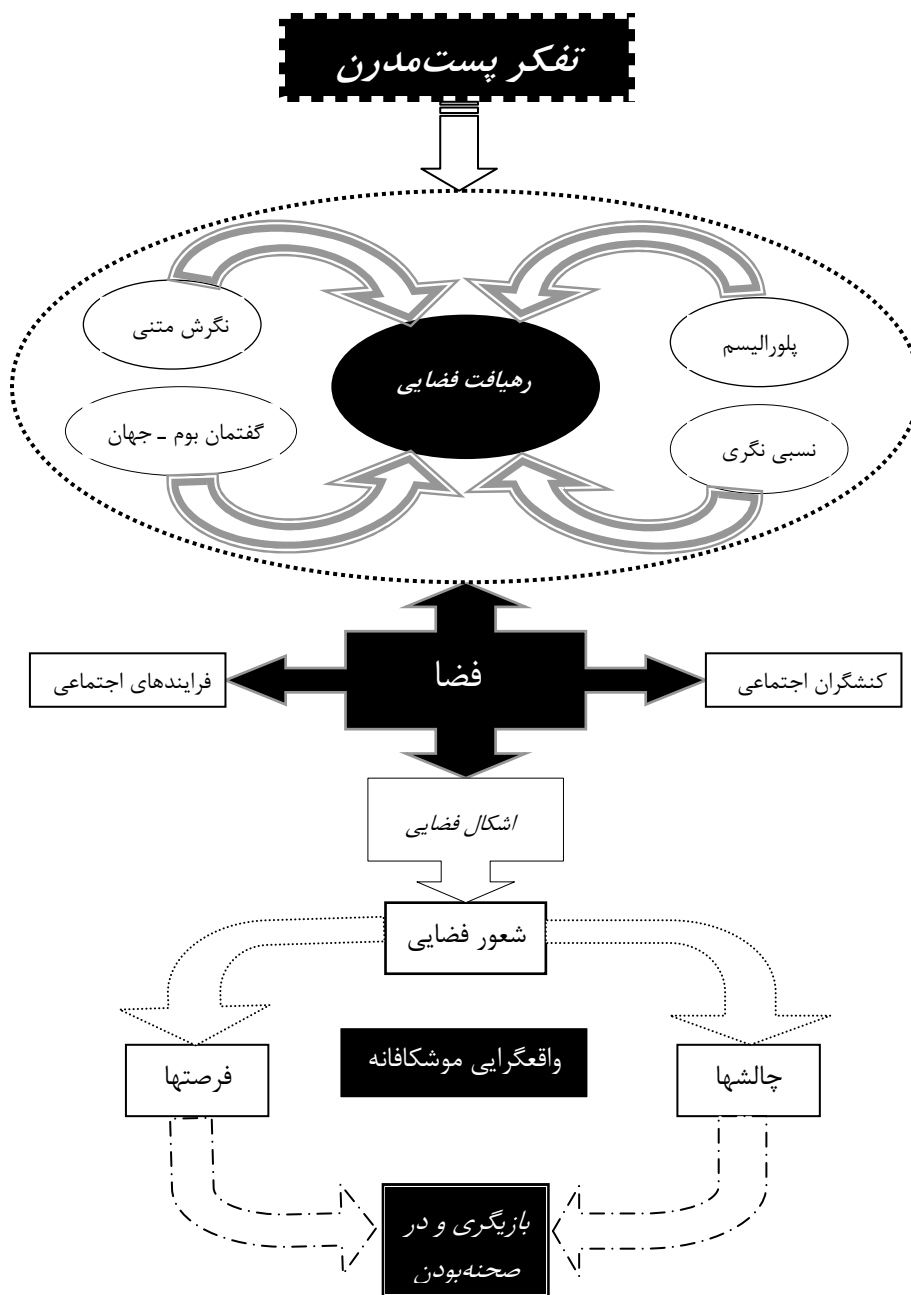 تفکر پست‌مدرن
نگرش متنی
پلورالیسم
رهیافت فضایی
گفتمان بوم ـ جهان
نسبی نگری
فضا
کنشگران اجتماعی
فرایندهای اجتماعی
اشکال فضایی
شعور فضایی
واقعگرایی موشکافانه
چالشها
فرصتها
بازیگری و در
صحنه‌بودن